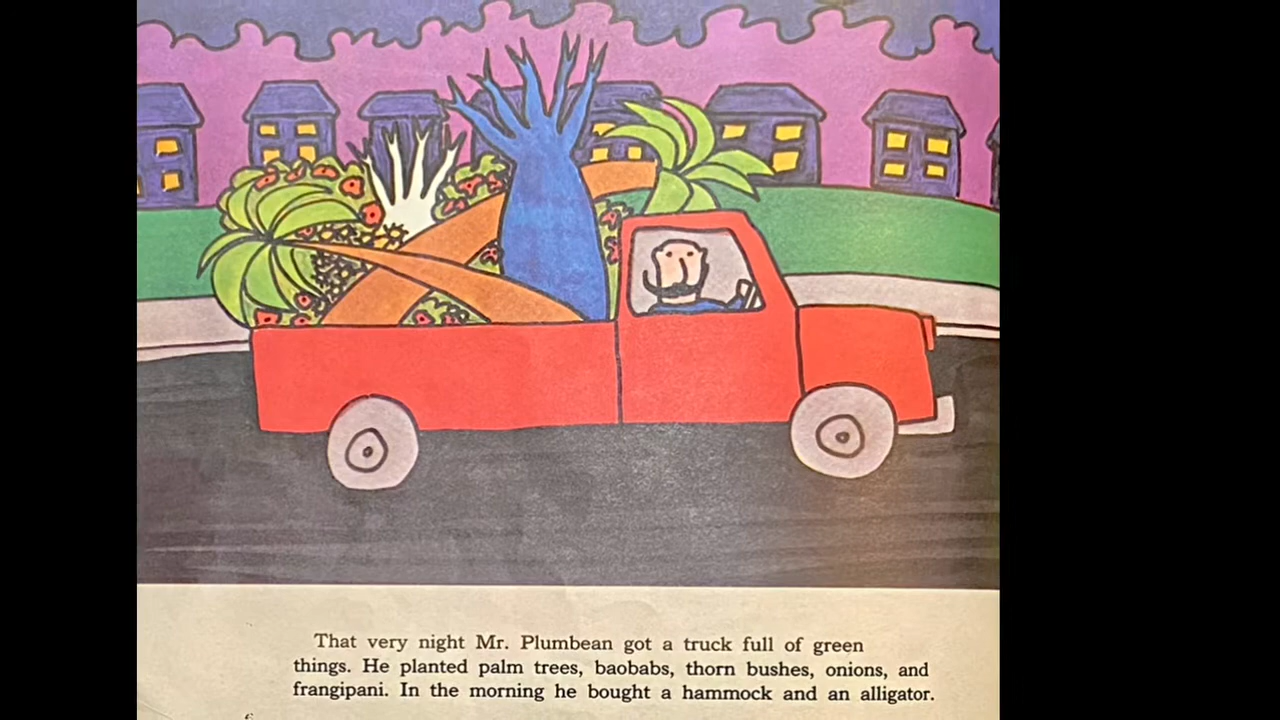 That very night Mr. Plumbean got a truck full of green
things. He planted palm trees, baobabs, thorn bushes, onions, and
frangipani. In the morning he bought a hammock and an alligator.